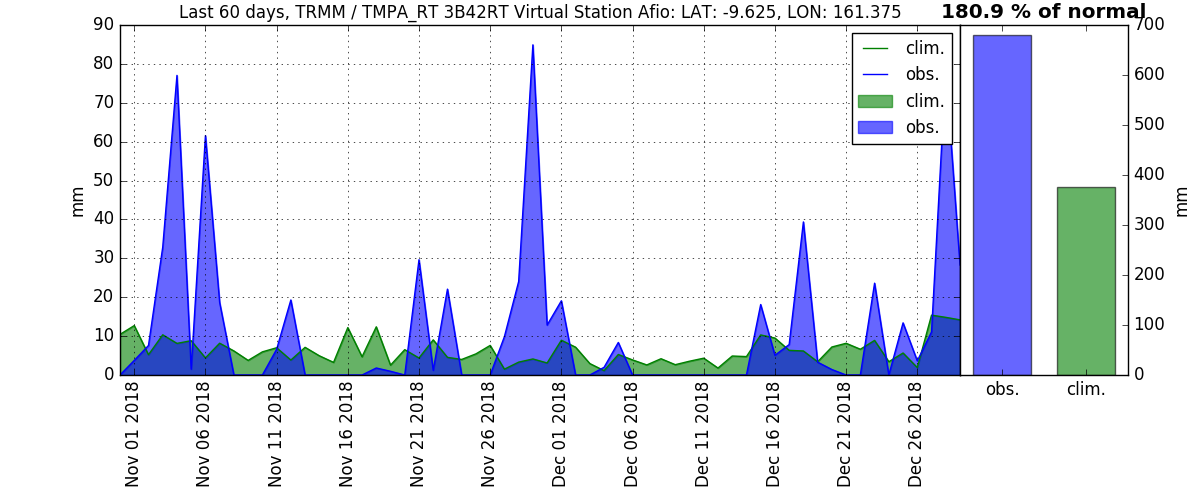 Last 60 days, TRMM / TMPA_RT 3B42RT Virtual Station Afio: LAT: -9.625, LON: 161.375
180.9 % of normal
90
80
70
60
50
40
30
20
10
0
mm
clim.
obs.
clim.
obs.
Nov 01 2018
Nov 06 2018
Nov 11 2018
Nov 16 2018
Nov 21 2018
Nov 26 2018
Dec 01 2018
Dec 06 2018
Dec 11 2018
Dec 16 2018
Dec 21 2018
Dec 26 2018
700
600
500
400
300
200
100
0
mm
obs.
clim.